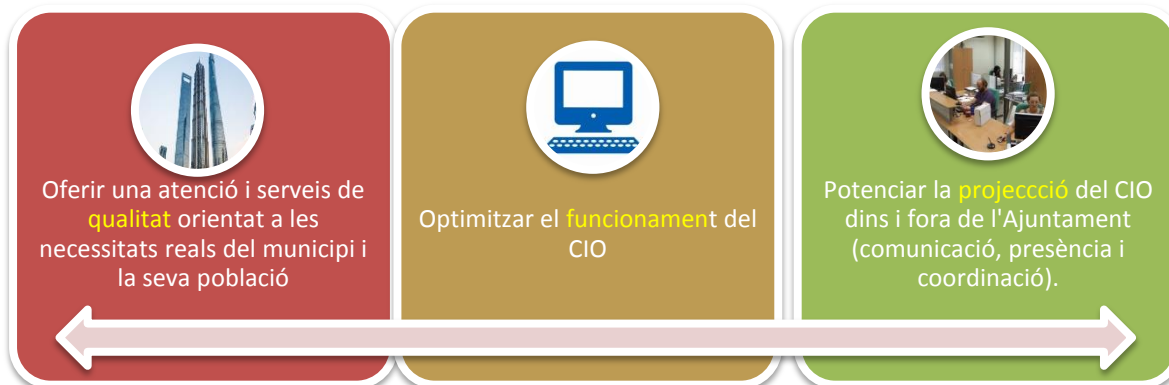 Oferir una atenció i serveis de
qualitat orientat a les
necessitats reals del municipi i
la seva població
Optimitzar el funcionament del
CIO
Potenciar la projeccció del CIO
dins i fora de l'Ajuntament
(comunicació, presència i
coordinació).